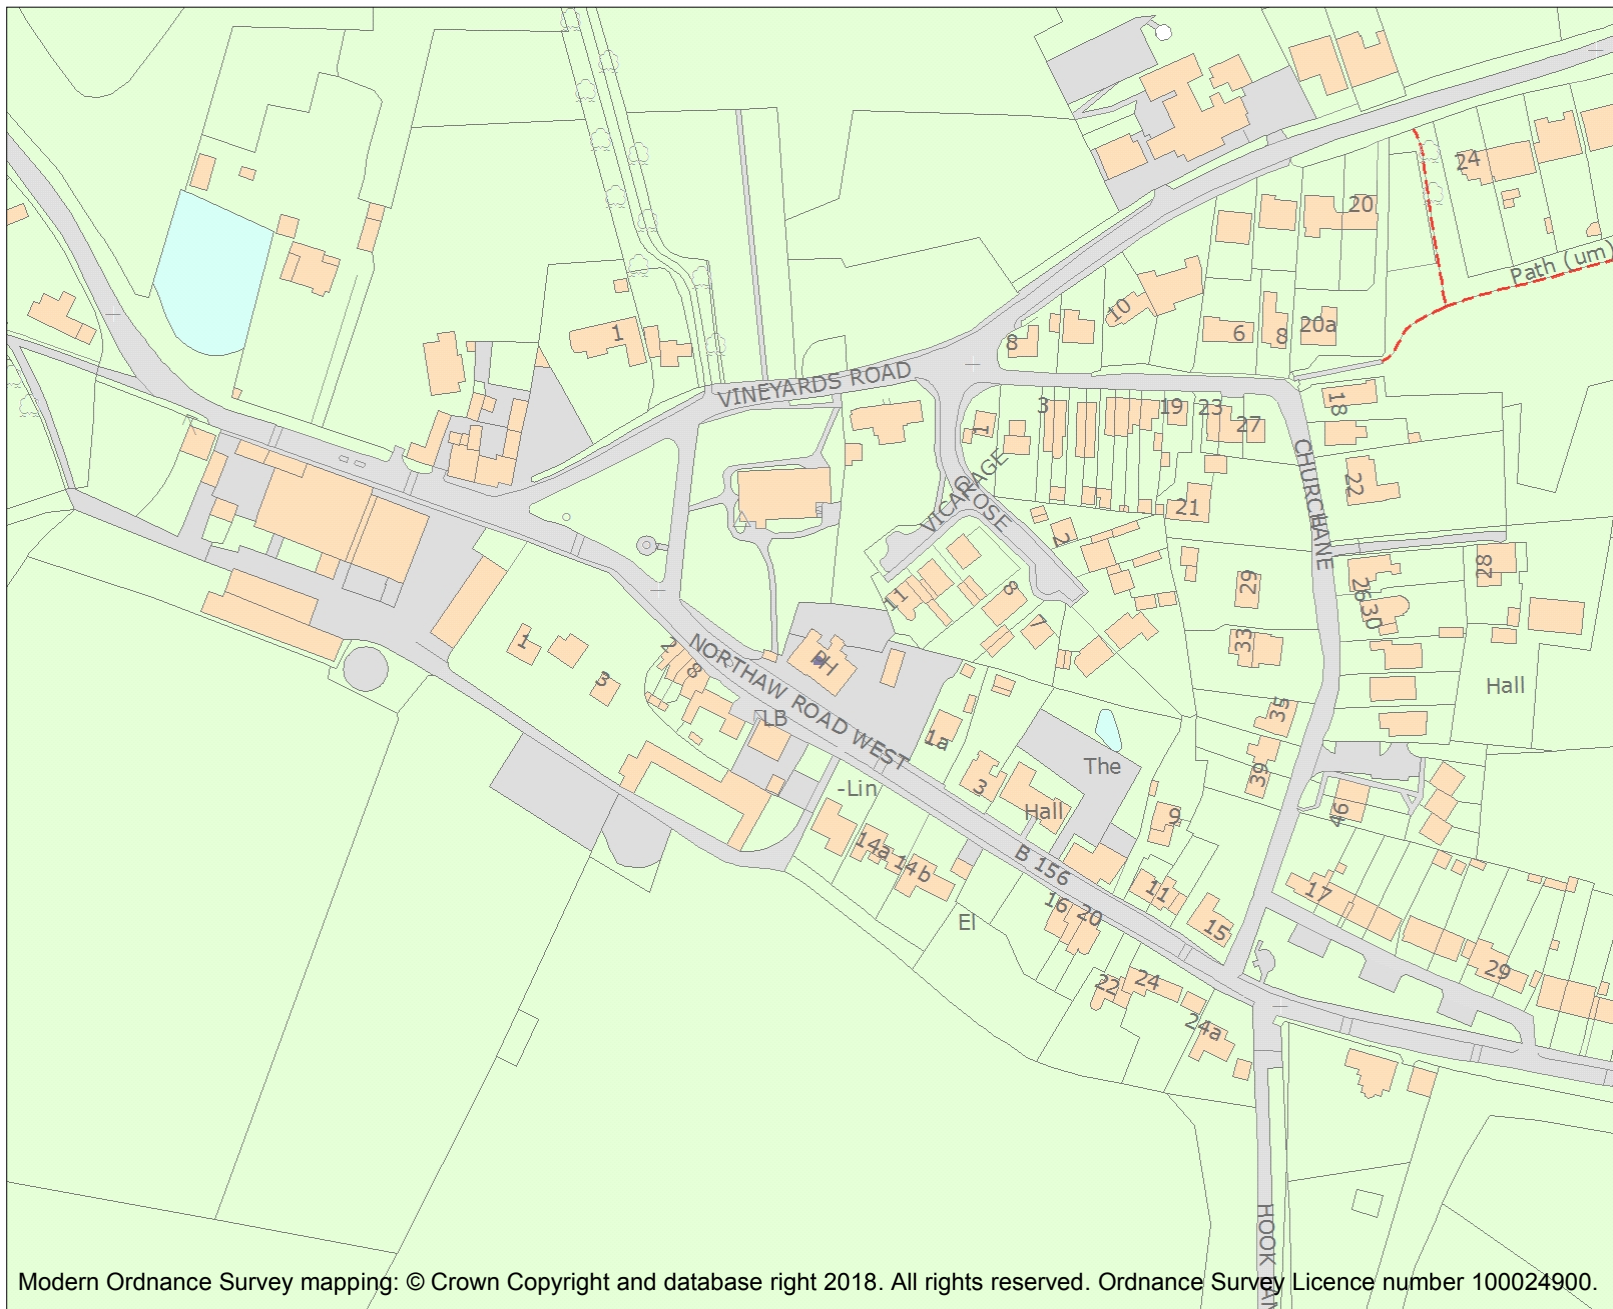 24
20
Path (um)
10
1
8
6
8
20a
VINEYARDS ROAD
3
19
23
27
18
1
CHURCH LANE
VICARAGE
CLOSE
22
21
2
28
29
26
11
8
30
7
1
2
33
PH
8
3
NORTHAW ROAD WEST
Hall
35
LB
1a
The
39
3
-Lin
Hall
9
46
14a
14b
B 156
11
17
16
20
El
15
29
22
24
24a
HOOK LAN
Modern Ordnance Survey mapping: © Crown Copyright and database right 2018. All rights reserved. Ordnance Survey Licence number 100024900.